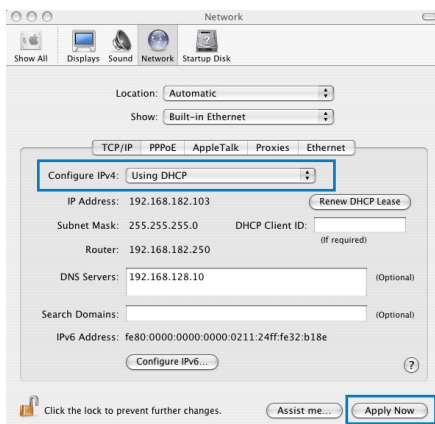 Network
Show All Displays Sound Network Startup Disk
Location: Automatic
Show: Built-in Ethernet
TCP/IP PPPoE AppleTalk Proxies Ethernet
Configure IPv4: Using DHCP
IP Address: 192.168.182.103 Renew DHCP Lease
Subnet Mask: 255.255.255.0 DHCP Client ID:
(If required)
Router: 192.168.182.250
DNS Servers: 192.168.128.10 (Optional)
Search Domains: (Optional)
IPv6 Address: fe80:0000:0000:0000:0211:24ff:fe32:b18e
Configure IPv6... ?
Click the lock to prevent further changes. Assist me... Apply Now